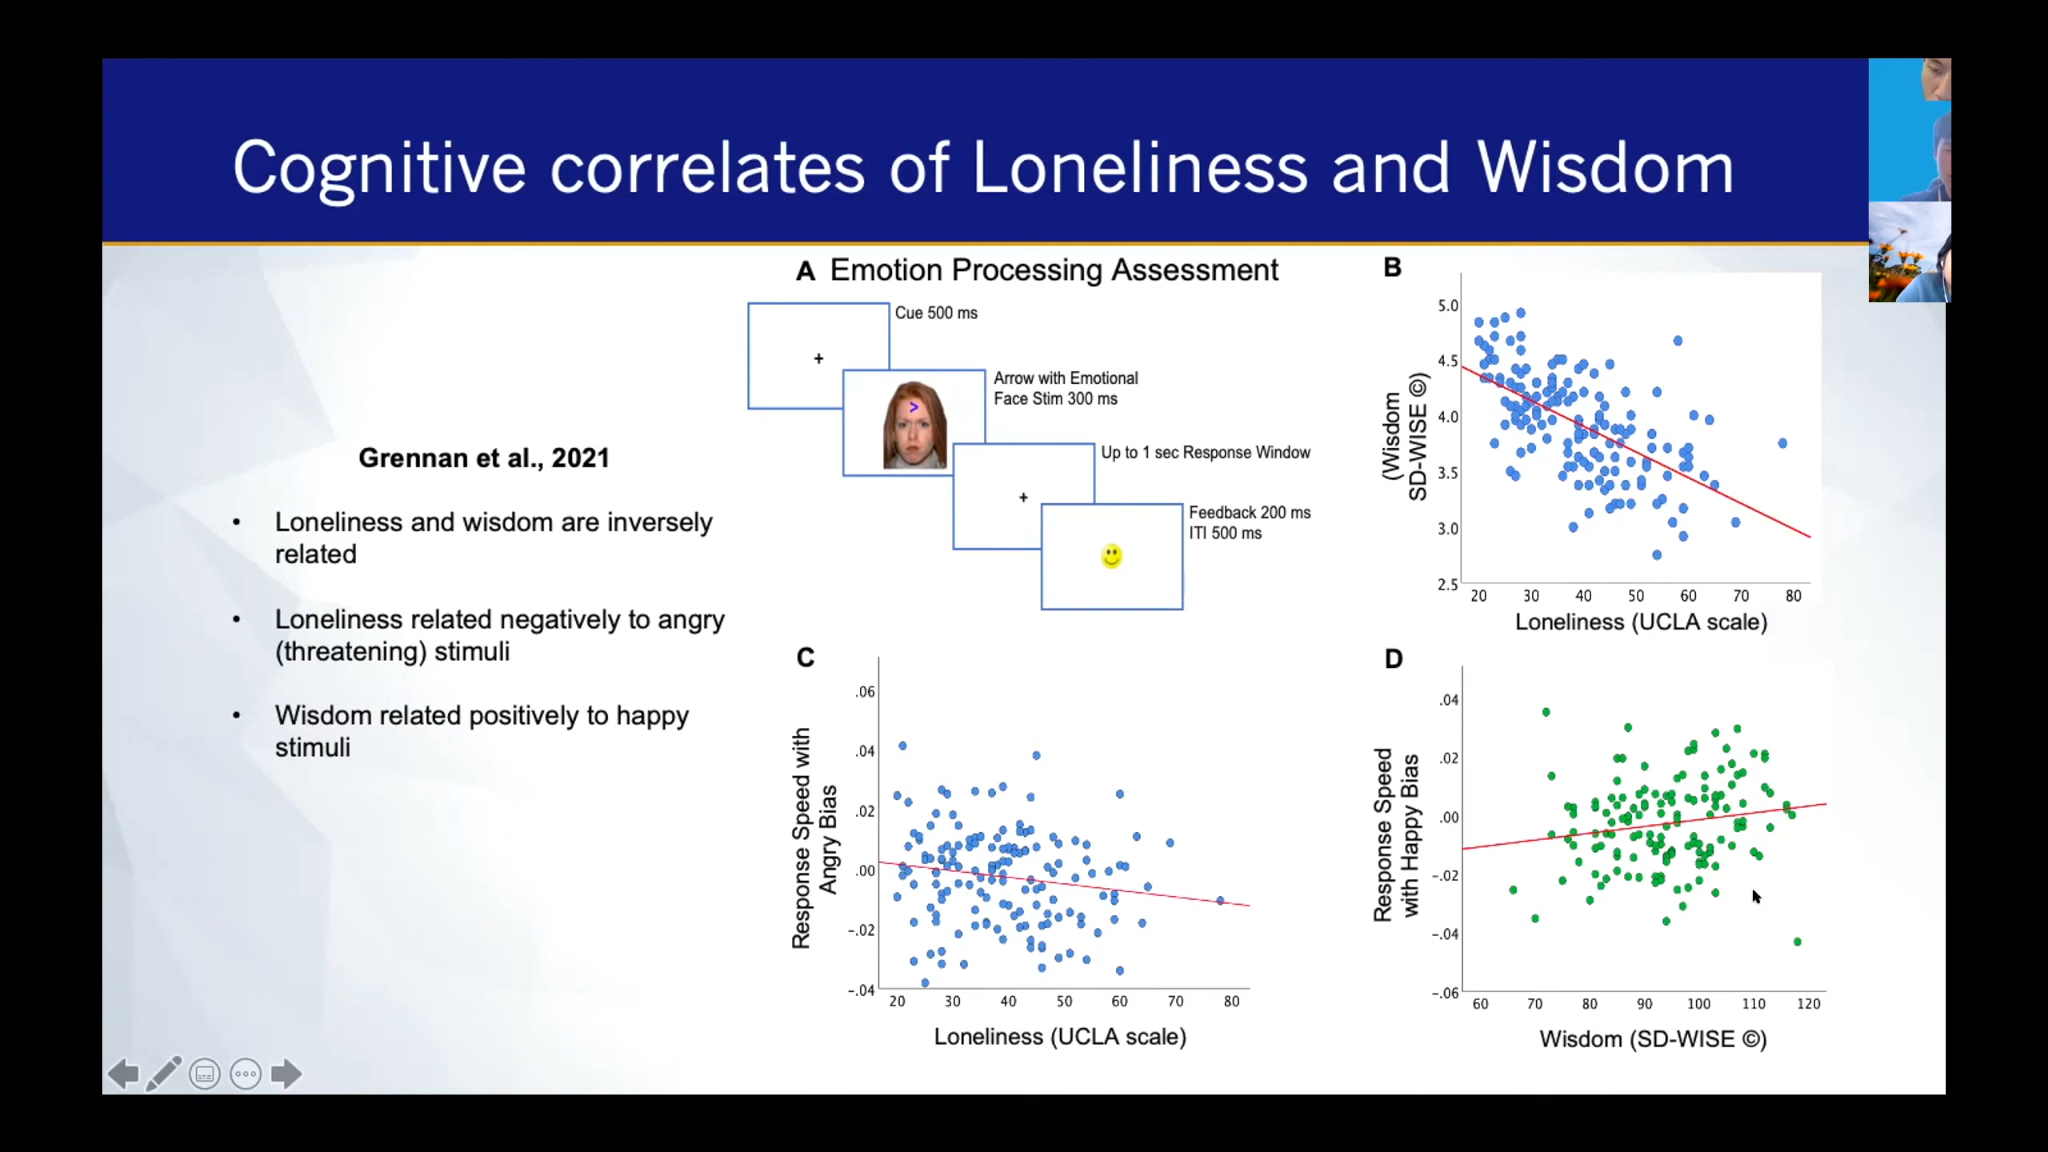 Cognitive correlates of Loneliness and Wisdom
Grennan et al., 2021
• Loneliness and wisdom are inversely
related
• Loneliness related negatively to angry
(threatening) stimuli
• Wisdom related positively to happy
stimuli
A Emotion Processing Assessment
Cue 500 ms
+
Arrow with Emotional
Face Stim 300 ms
>
Up to 1 sec Response Window
+
Feedback 200 ms
ITI 500 ms
B
(Wisdom
SD-WISE ©)
5.0
4.5
4.0
3.5
3.0
2.5
20 30 40 50 60 70 80
Loneliness (UCLA scale)
C
Response Speed with
Angry Bias
.06
.04
.02
.00
-.02
-.04
20 30 40 50 60 70 80
Loneliness (UCLA scale)
D
Response Speed
with Happy Bias
.04
.02
.00
-.02
-.04
-.06
60 70 80 90 100 110 120
Wisdom (SD-WISE ©)